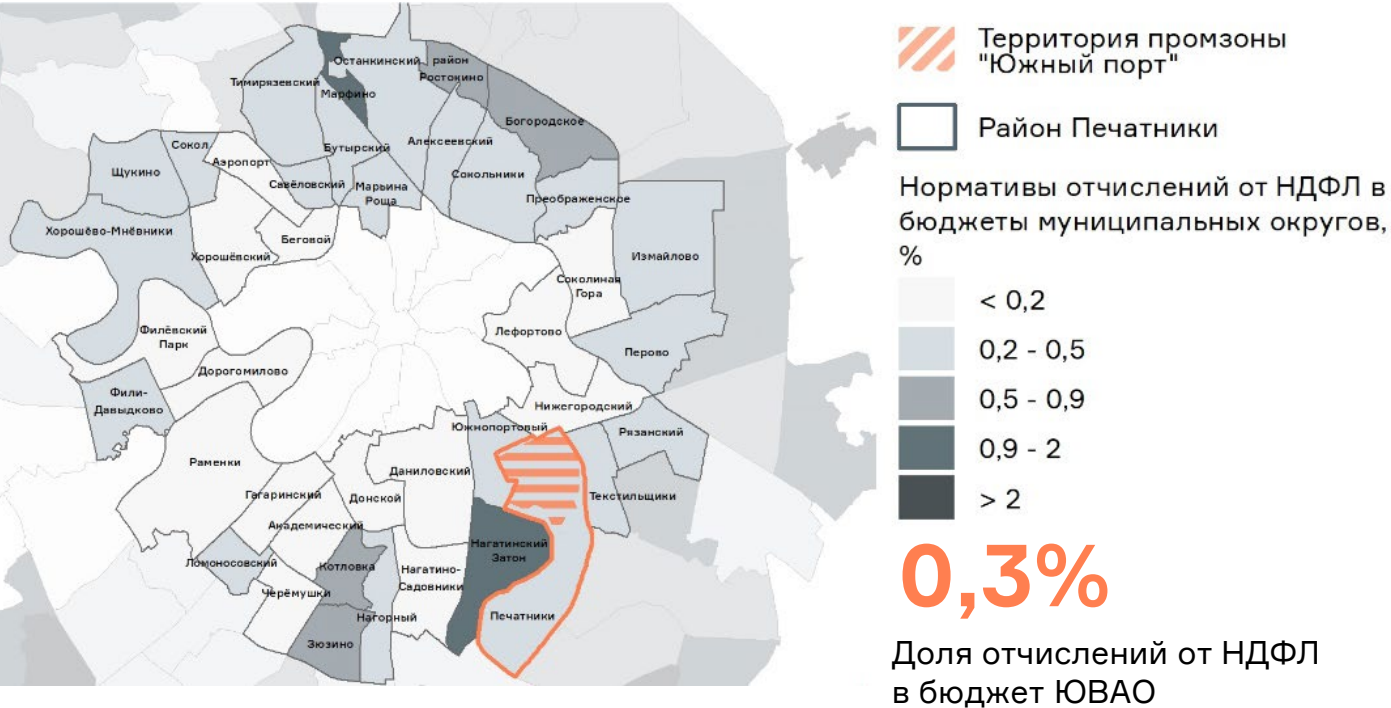 Останкинский
район
Ростокино
Тимирязевский
Марфино
Богородское
Бутырский
Алексеевский
Сокол
Аэропорт
Щукино
Савёловский
Марьина
Роща
Сокольники
Преображенское
Хорошёво-Мнёвники
Беговой
Хорошёвский
Измайлово
Соколиная
Гора
Филёвский
Парк
Лефортово
Перово
Дорогомилово
Фили-
Давыдково
Нижегородский
Южнопортовый
Рязанский
Раменки
Даниловский
Гагаринский
Донской
Текстильщики
Академический
Нагатинский
Затон
Ломоносовский
Котловка
Нагатино-
Садовники
Черёмушки
Нагорный
Печатники
Зюзино
Территория промзоны
"Южный порт"
Район Печатники
Нормативы отчислений от НДФЛ в
бюджеты муниципальных округов,
%
< 0,2
0,2 - 0,5
0,5 - 0,9
0,9 - 2
> 2
0,3%
Доля отчислений от НДФЛ
в бюджет ЮВАО